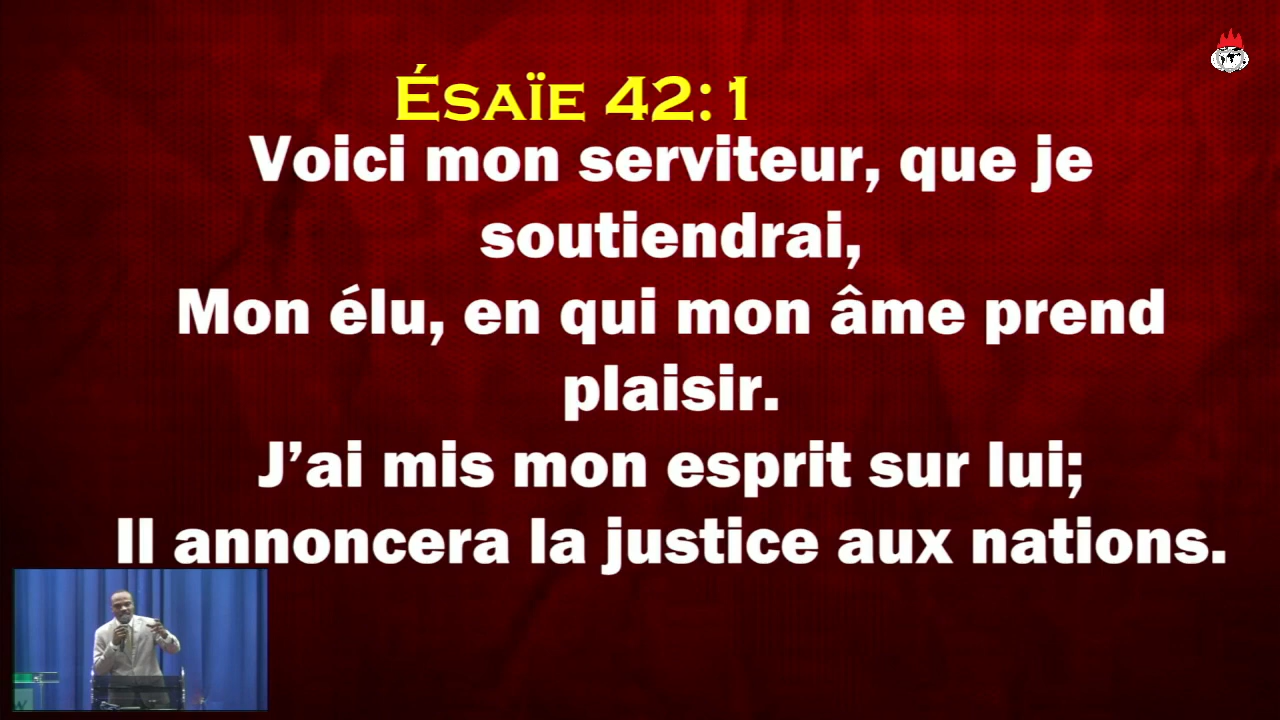 Ésaïe 42:1
Voici mon serviteur, que je
soutiendrai,
Mon élu, en qui mon âme prend
plaisir.
J’ai mis mon esprit sur lui;
Il annoncera la justice aux nations.